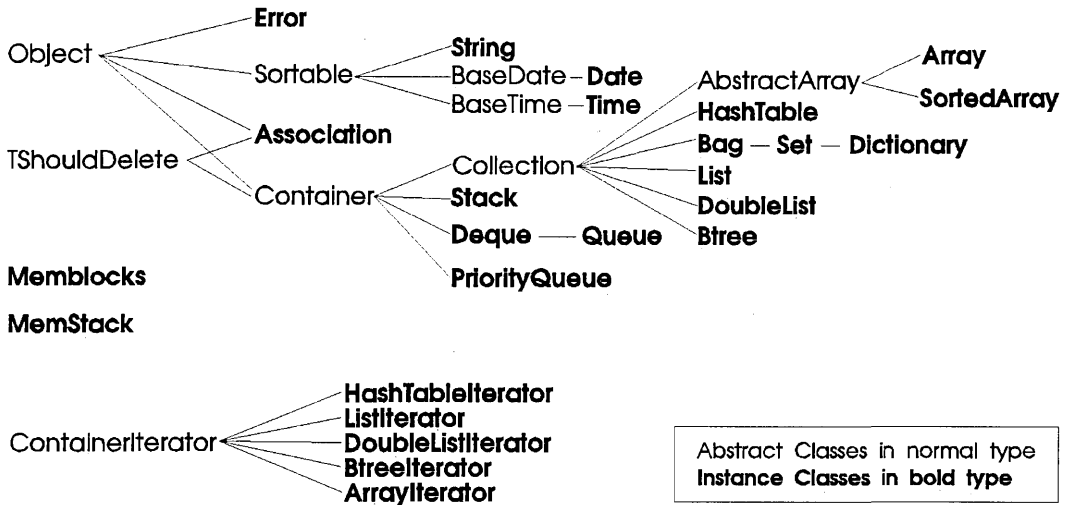 Error
Object
String
Sortable
BaseDate – Date
BaseTime – Time
Array
AbstractArray
SortedArray
HashTable
Association
TShouldDelete
Bag – Set – Dictionary
Collection
List
Container
Stack
DoubleList
Deque — Queue
Btree
Memblocks
PriorityQueue
MemStack
HashTableIterator
ListIterator
ContainerIterator
DoubleListIterator
BtreeIterator
ArrayIterator
Abstract Classes in normal type
Instance Classes in bold type